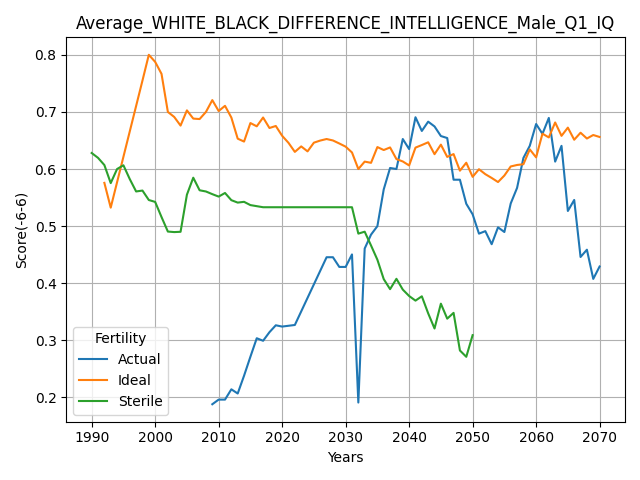 Average_WHITE_BLACK_DIFFERENCE_INTELLIGENCE_Male_Q1_IQ
Score(-6-6)
0.8
0.7
0.6
0.5
0.4
0.3
0.2
Fertility
Actual
Ideal
Sterile
1990 2000 2010 2020 2030 2040 2050 2060 2070
Years